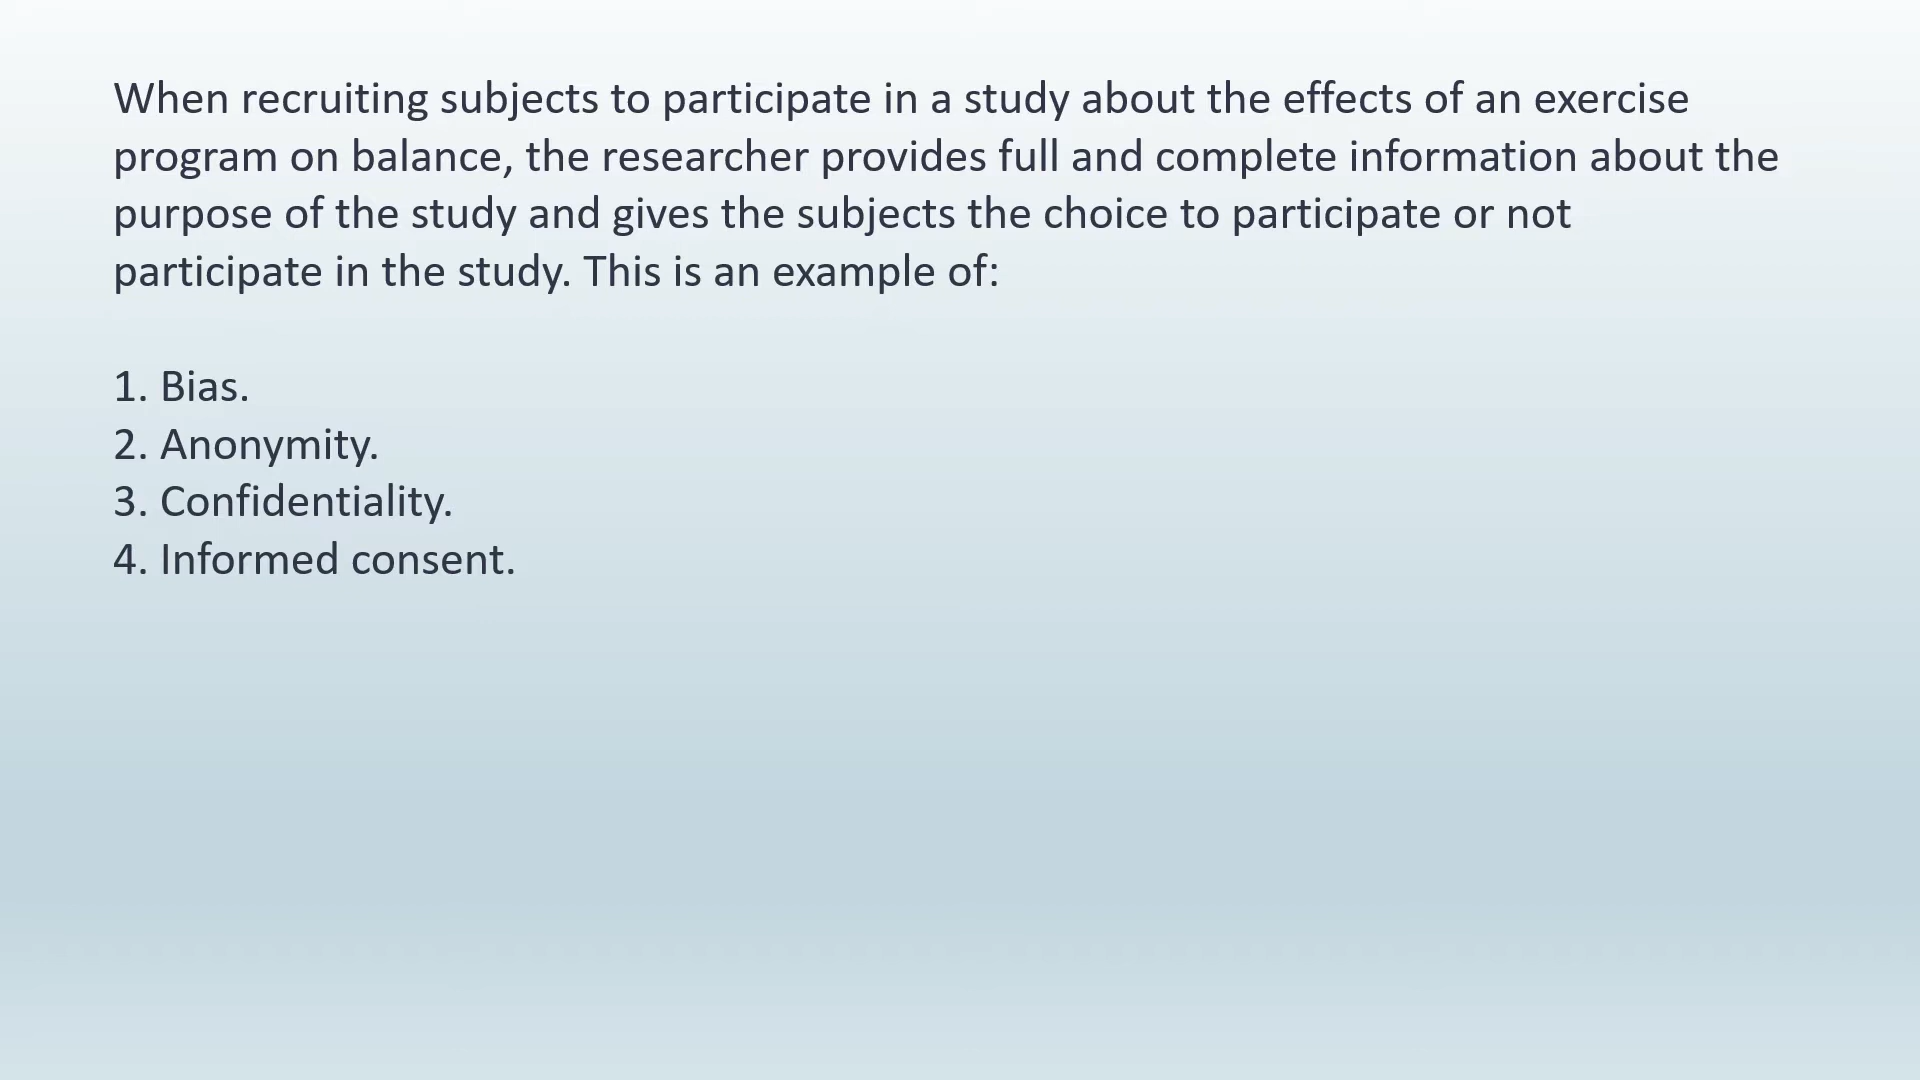 When recruiting subjects to participate in a study about the effects of an exercise
program on balance, the researcher provides full and complete information about the
purpose of the study and gives the subjects the choice to participate or not
participate in the study. This is an example of:
1. Bias.
2. Anonymity.
3. Confidentiality.
4. Informed consent.